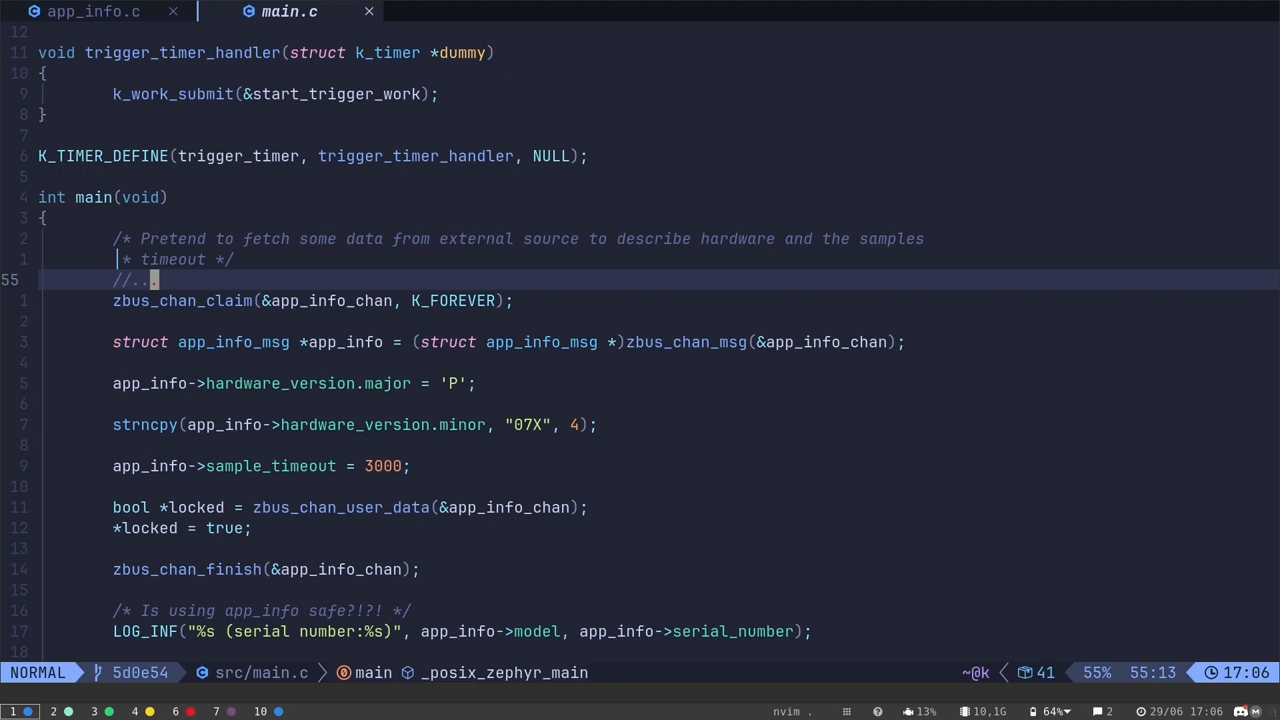 app_info.c main.c
12
11 void trigger_timer_handler(struct k_timer *dummy)
10 {
9 k_work_submit(&start_trigger_work);
8 }
7
6 K_TIMER_DEFINE(trigger_timer, trigger_timer_handler, NULL);
5
4 int main(void)
3 {
2 /* Pretend to fetch some data from external source to describe hardware and the samples
1 * timeout */
55 //...
1 zbus_chan_claim(&app_info_chan, K_FOREVER);
2
3 struct app_info_msg *app_info = (struct app_info_msg *)zbus_chan_msg(&app_info_chan);
4
5 app_info->hardware_version.major = 'P';
6
7 strncpy(app_info->hardware_version.minor, "07X", 4);
8
9 app_info->sample_timeout = 3000;
10
11 bool *locked = zbus_chan_user_data(&app_info_chan);
12 *locked = true;
13
14 zbus_chan_finish(&app_info_chan);
15
16 /* Is using app_info safe?!?! */
17 LOG_INF("%s (serial number:%s)", app_info->model, app_info->serial_number);
18
NORMAL 5d0e54 src/main.c main _posix_zephyr_main ~@k 41 55% 55:13 17:06
1 2 3 4 6 7 10 nvim . 13% 10,1G 64% 2 29/06 17:06